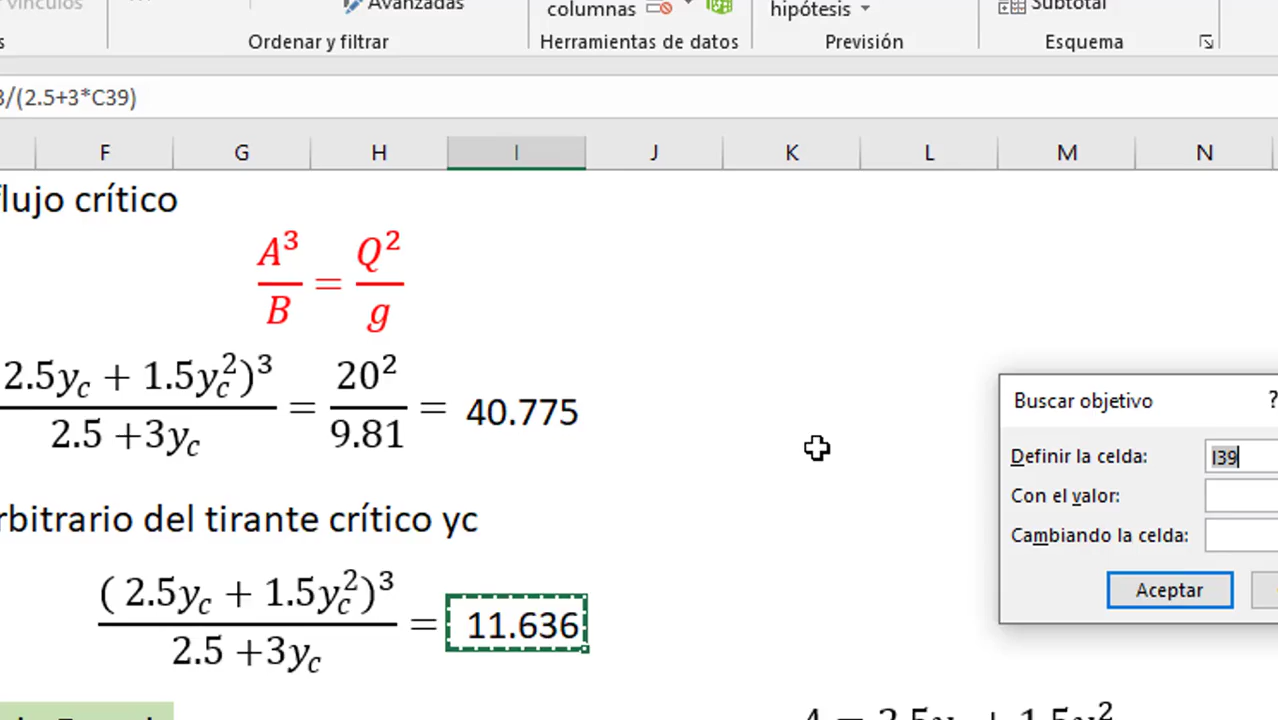 vínculos
Avanzadas
columnas
hipótesis
Subtotal
s
Ordenar y filtrar
Herramientas de datos
Previsión
Esquema
3/(2.5+3*C39)
F G H I J K L M N
flujo crítico
A³/B = Q²/g
2.5y_c + 1.5y_c²)³ / 2.5 +3y_c = 20²/9.81 = 40.775
Buscar objetivo ?
Definir la celda: I39
Con el valor:
Cambiando la celda:
Aceptar
rbitrario del tirante crítico yc
( 2.5y_c + 1.5y_c²)³ / 2.5 +3y_c = 11.636